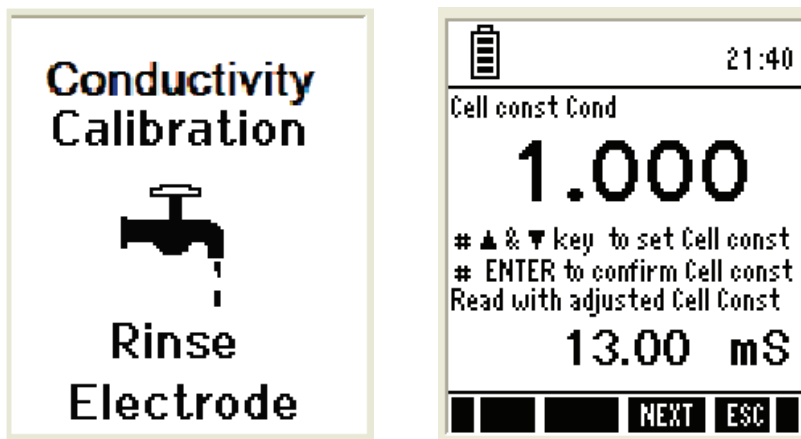 Conductivity
Calibration
Rinse
Electrode
21:40
Cell const Cond
1.000
# ▲ & ▼ key to set Cell const
# ENTER to confirm Cell const
Read with adjusted Cell Const
13.00 mS
NEXT ESC